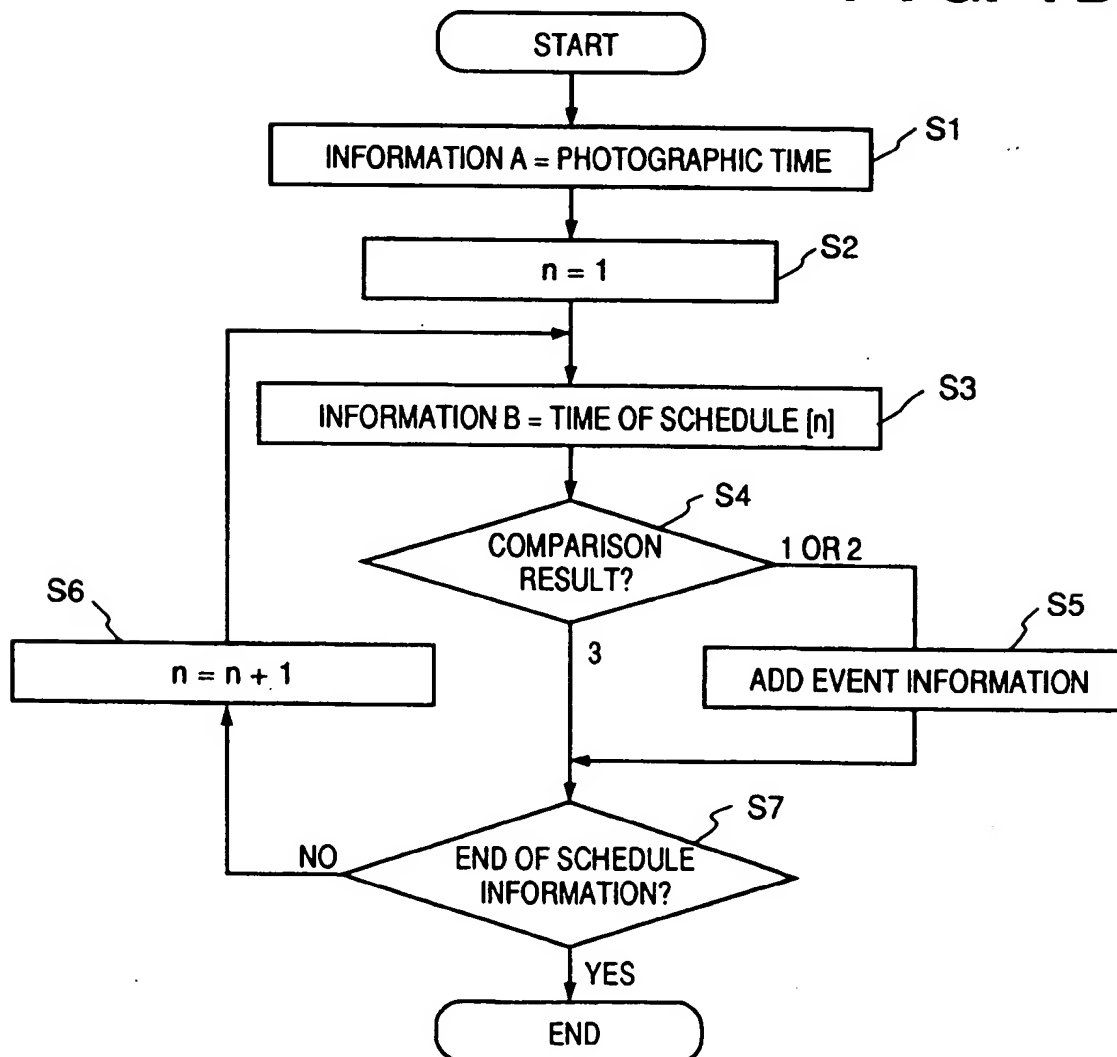 START
S1
INFORMATION A = PHOTOGRAPHIC TIME
S2
n = 1
S3
INFORMATION B = TIME OF SCHEDULE [n]
S4
COMPARISON
RESULT?
1 OR 2
S5
S6
3
n = n + 1
ADD EVENT INFORMATION
S7
NO
END OF SCHEDULE
INFORMATION?
YES
END